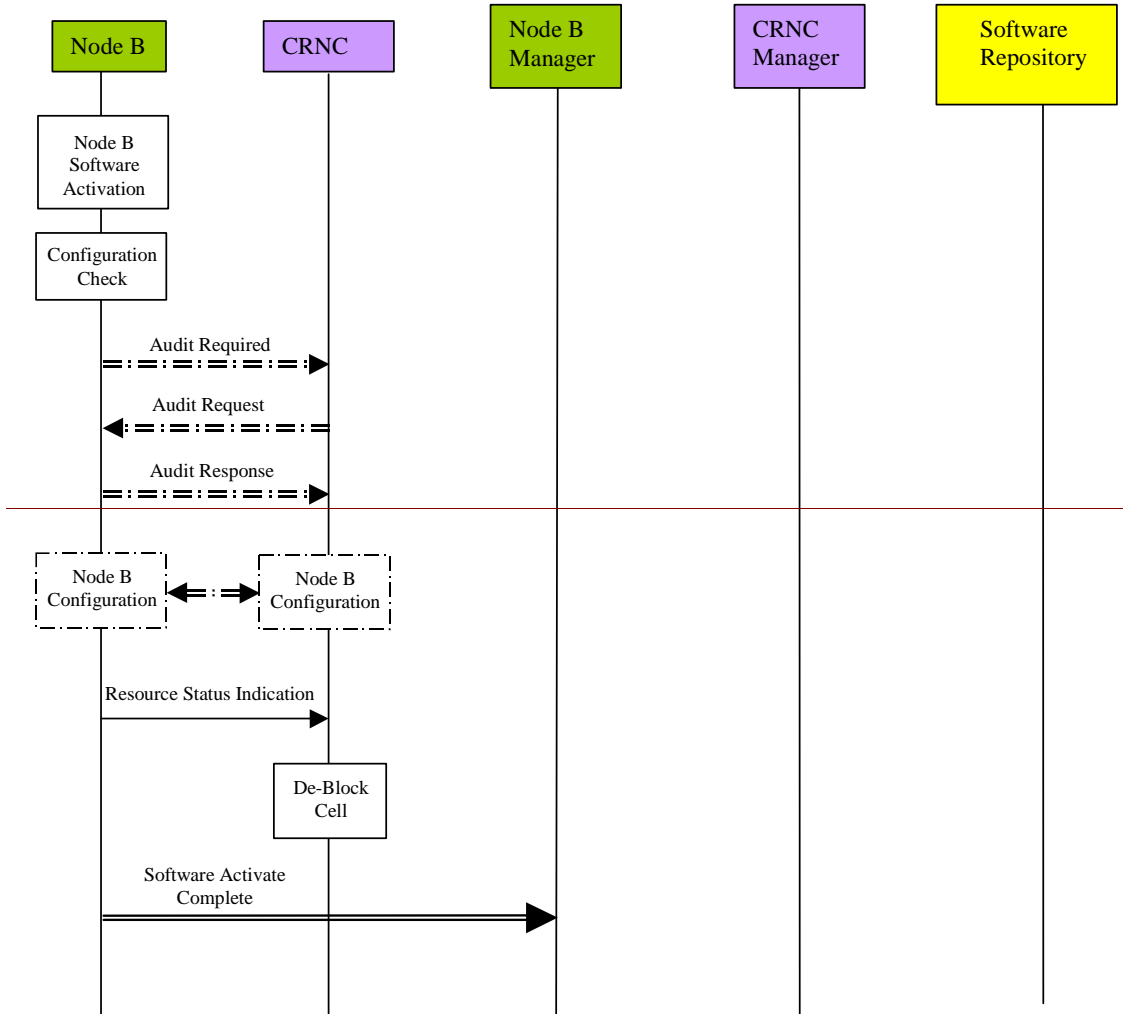 Node B
CRNC
Node B
Manager
CRNC
Manager
Software
Repository
Node B
Software
Activation
Configuration
Check
Audit Required
Audit Request
Audit Response
Node B
Configuration
Node B
Configuration
Resource Status Indication
De-Block
Cell
Software Activate
Complete